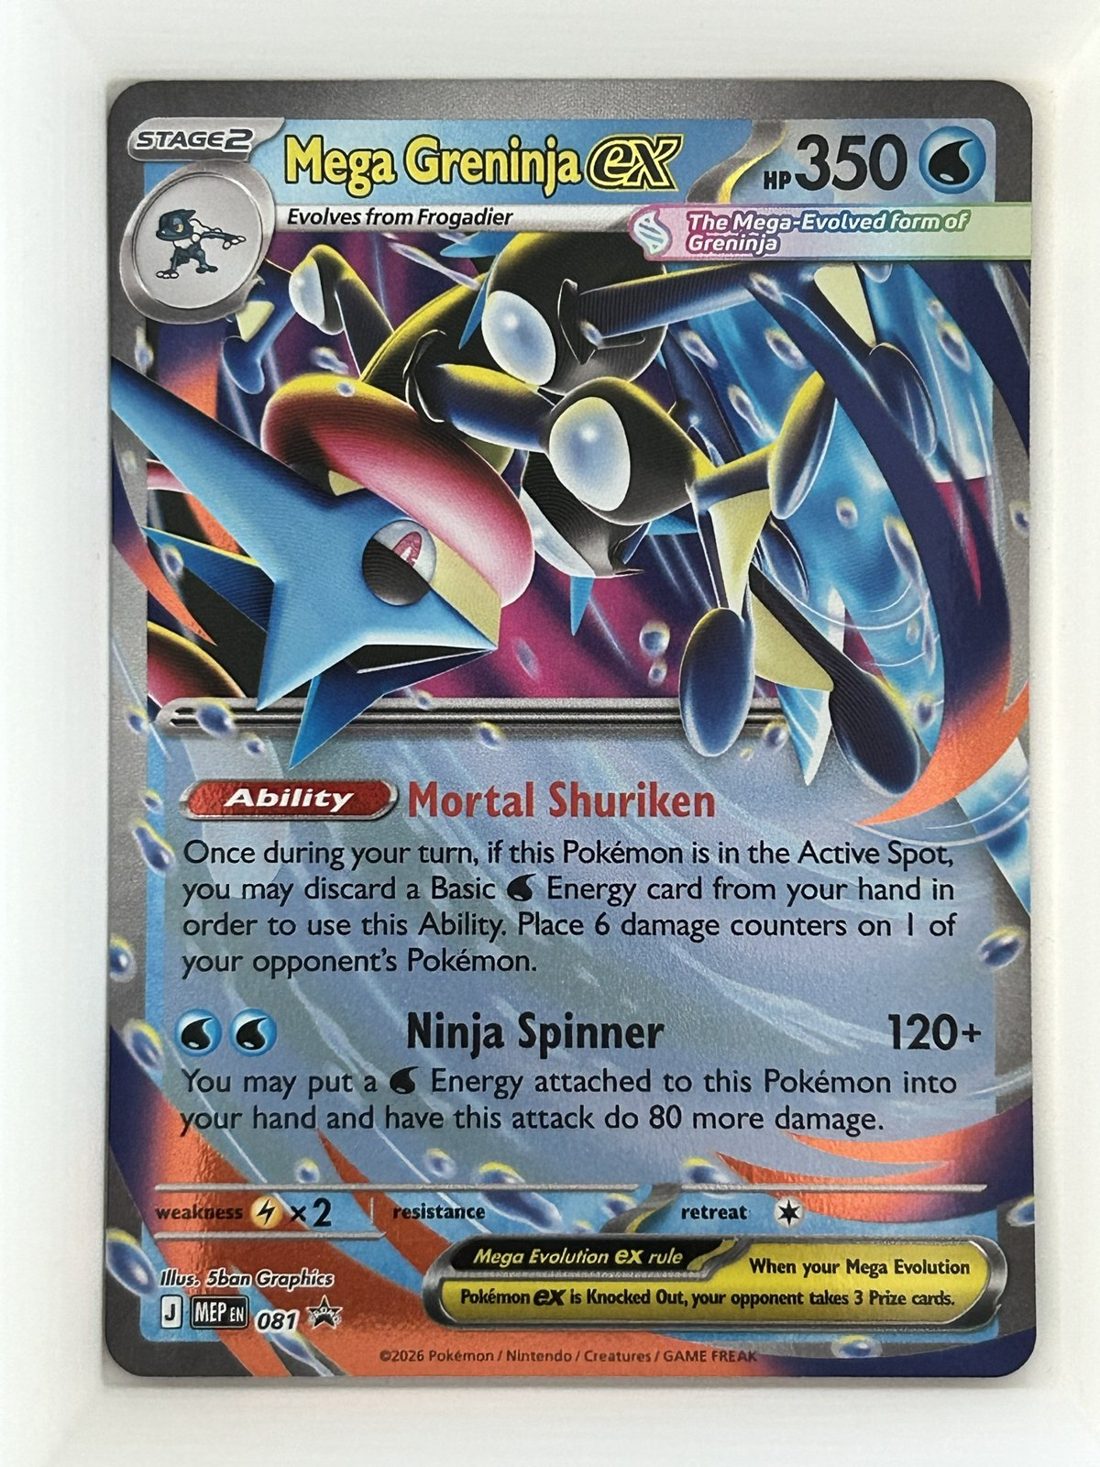 STAGE2
Mega Greninja ex
HP 350
Evolves from Frogadier
The Mega-Evolved form of
Greninja
Ability Mortal Shuriken
Once during your turn, if this Pokémon is in the Active Spot,
you may discard a Basic Energy card from your hand in
order to use this Ability. Place 6 damage counters on 1 of
your opponent's Pokémon.
Ninja Spinner 120+
You may put a Energy attached to this Pokémon into
your hand and have this attack do 80 more damage.
weakness ×2 resistance retreat
Mega Evolution ex rule
When your Mega Evolution
Pokémon ex is Knocked Out, your opponent takes 3 Prize cards.
Illus. 5ban Graphics
J MEP EN 081 PROMO
©2026 Pokémon / Nintendo / Creatures / GAME FREAK